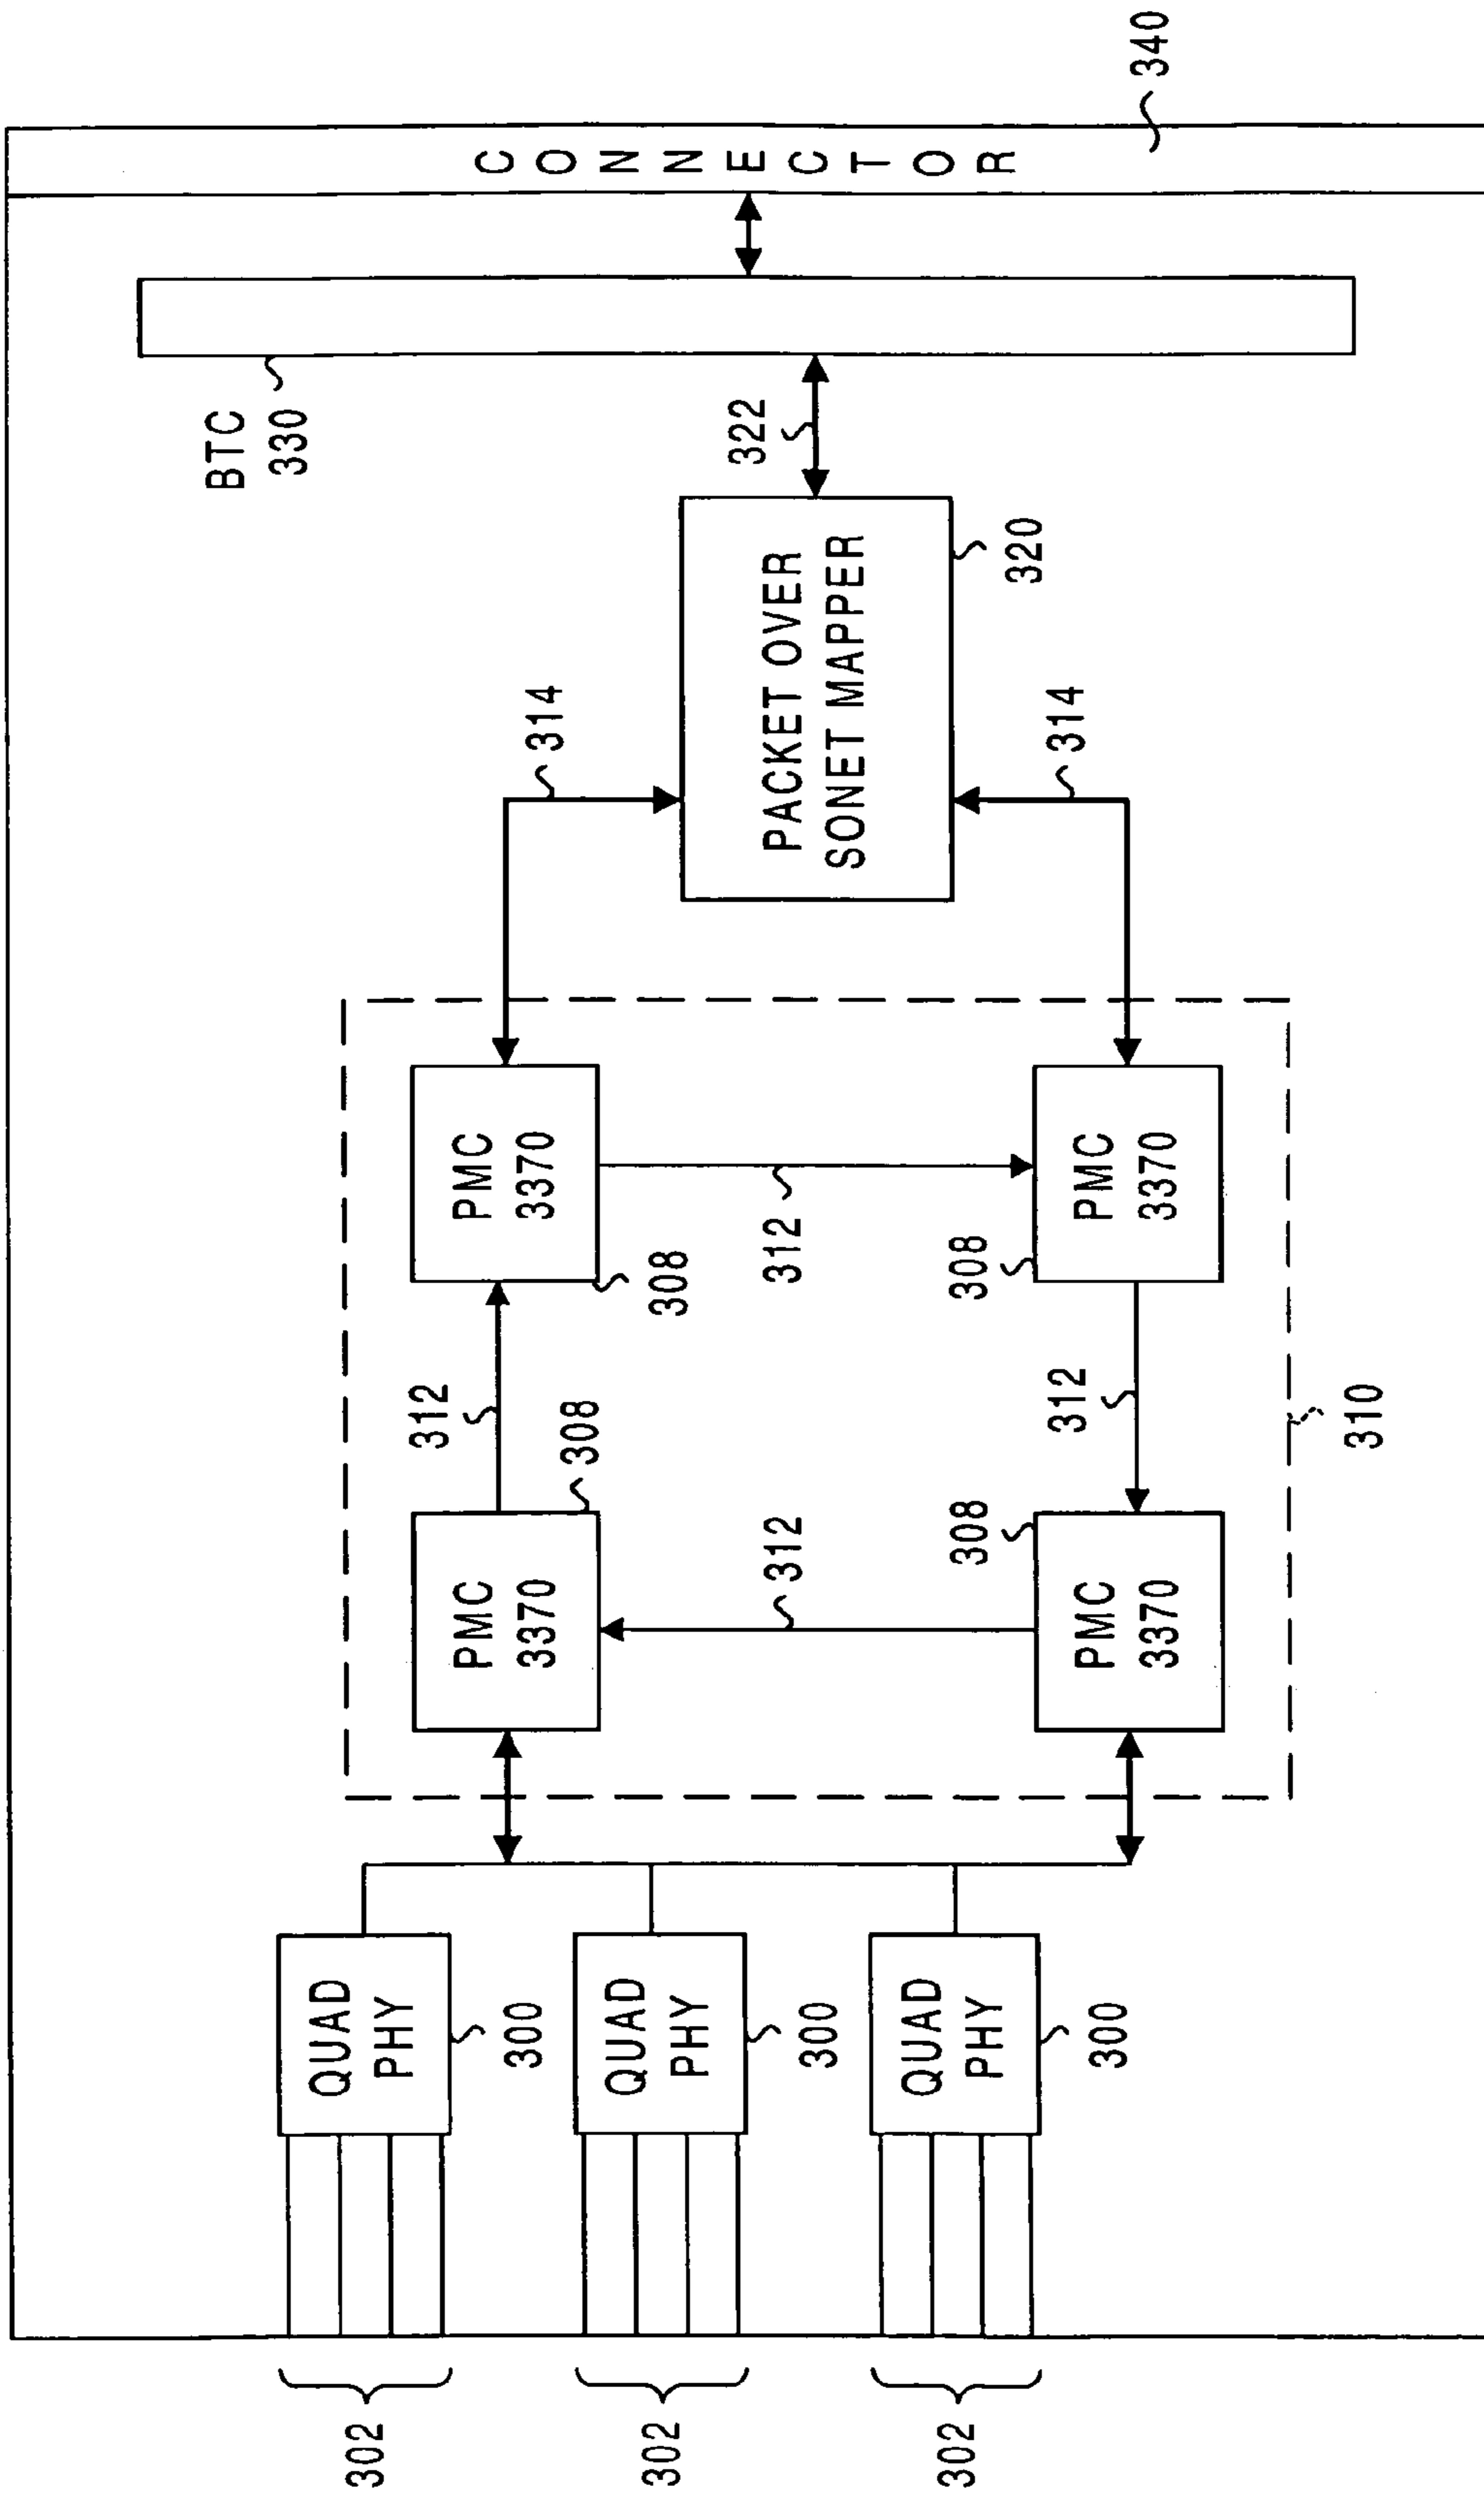 BTC
330
302
QUAD
PHY
300
312
PMC
3370
308
PMC
3370
308
314
CONNECTOR
302
QUAD
PHY
300
312
312
PACKET OVER
SONET MAPPER
322
320
302
QUAD
PHY
300
308
308
PMC
3370
312
PMC
3370
314
340
310